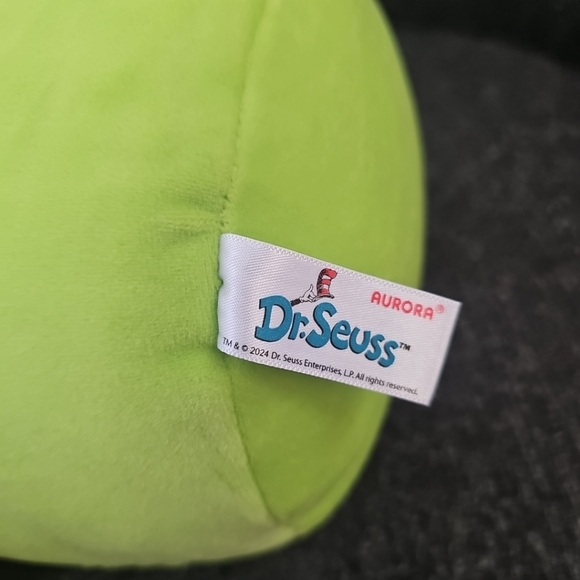 AURORA®
Dr. Seuss™
TM & © 2024 Dr. Seuss Enterprises, L.P. All rights reserved.